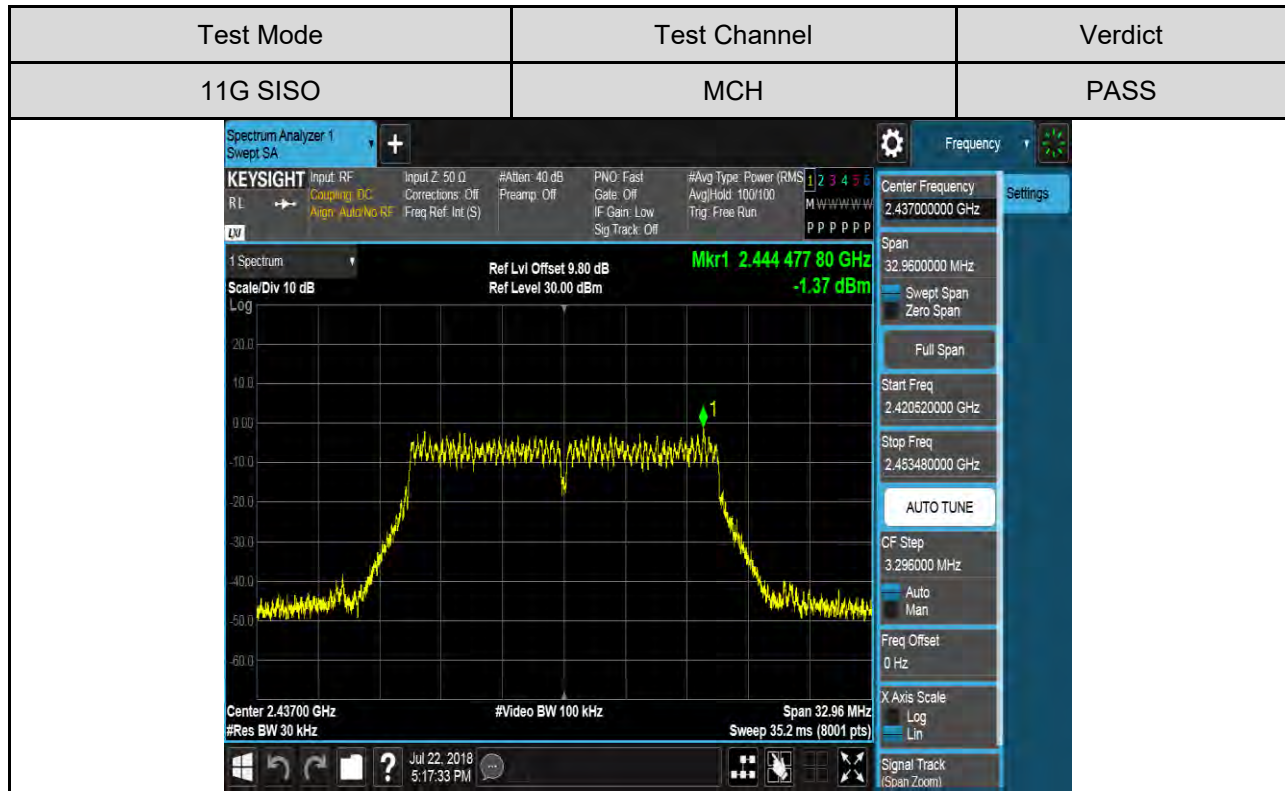 Test Mode Test Channel Verdict
11G SISO MCH PASS
Spectrum Analyzer 1
Swept SA
+
Frequency
KEYSIGHT
RL
LXI
Input: RF
Coupling: DC
Align: Auto/No RF
Input Z: 50 Ω
Corrections: Off
Freq Ref: Int (S)
#Atten: 40 dB
Preamp: Off
PNO: Fast
Gate: Off
IF Gain: Low
Sig Track: Off
#Avg Type: Power (RMS
Avg|Hold: 100/100
Trig: Free Run
1 2 3 4 5 6
M W W W W W
P P P P P P
1 Spectrum
Scale/Div 10 dB
Ref Lvl Offset 9.80 dB
Ref Level 30.00 dBm
Mkr1 2.444 477 80 GHz
-1.37 dBm
Log
20.0
10.0
0.00
-10.0
-20.0
-30.0
-40.0
-50.0
-60.0
1
Center 2.43700 GHz #Video BW 100 kHz Span 32.96 MHz
#Res BW 30 kHz Sweep 35.2 ms (8001 pts)
Center Frequency
2.437000000 GHz
Settings
Span
32.9600000 MHz
Swept Span
Zero Span
Full Span
Start Freq
2.420520000 GHz
Stop Freq
2.453480000 GHz
AUTO TUNE
CF Step
3.296000 MHz
Auto
Man
Freq Offset
0 Hz
X Axis Scale
Log
Lin
Signal Track
(Span Zoom)
?
Jul 22, 2018
5:17:33 PM